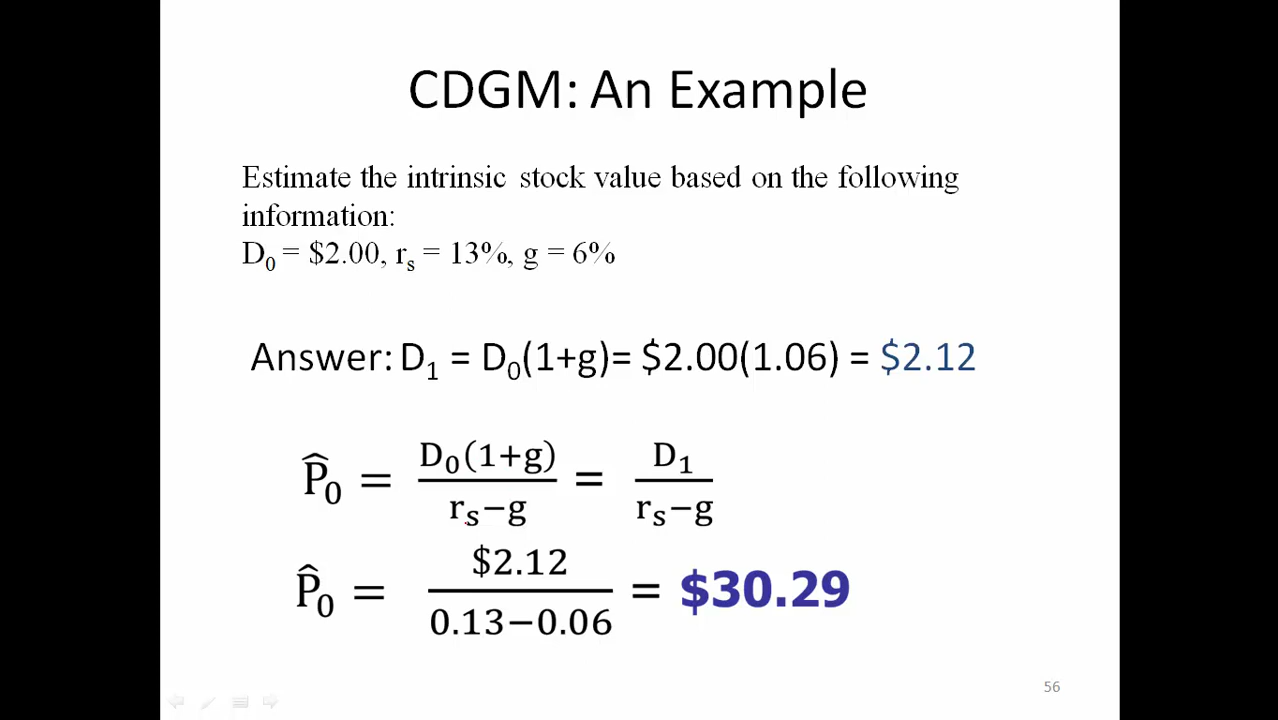 CDGM: An Example
Estimate the intrinsic stock value based on the following
information:
D₀ = $2.00, rₛ = 13%, g = 6%
Answer: D₁ = D₀(1+g)= $2.00(1.06) = $2.12
P̂₀ = D₀(1+g) / rₛ−g = D₁ / rₛ−g
P̂₀ = $2.12 / 0.13−0.06 = $30.29
56